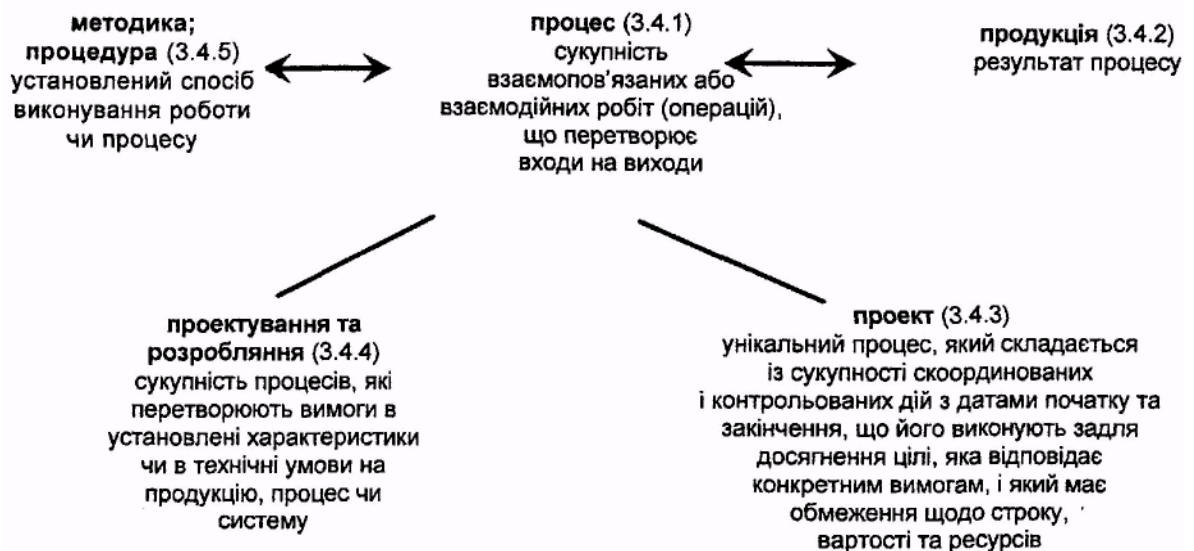 методика;
процедура (3.4.5)
установлений спосіб
виконування роботи
чи процесу
процес (3.4.1)
сукупність
взаємопов'язаних або
взаємодійних робіт (операцій),
що перетворює
входи на виходи
продукція (3.4.2)
результат процесу
проектування та
розробляння (3.4.4)
сукупність процесів, які
перетворюють вимоги в
установлені характеристики
чи в технічні умови на
продукцію, процес чи
систему
проект (3.4.3)
унікальний процес, який складається
із сукупності скоординованих
і контрольованих дій з датами початку та
закінчення, що його виконують задля
досягнення цілі, яка відповідає
конкретним вимогам, і який має
обмеження щодо строку,
вартості та ресурсів